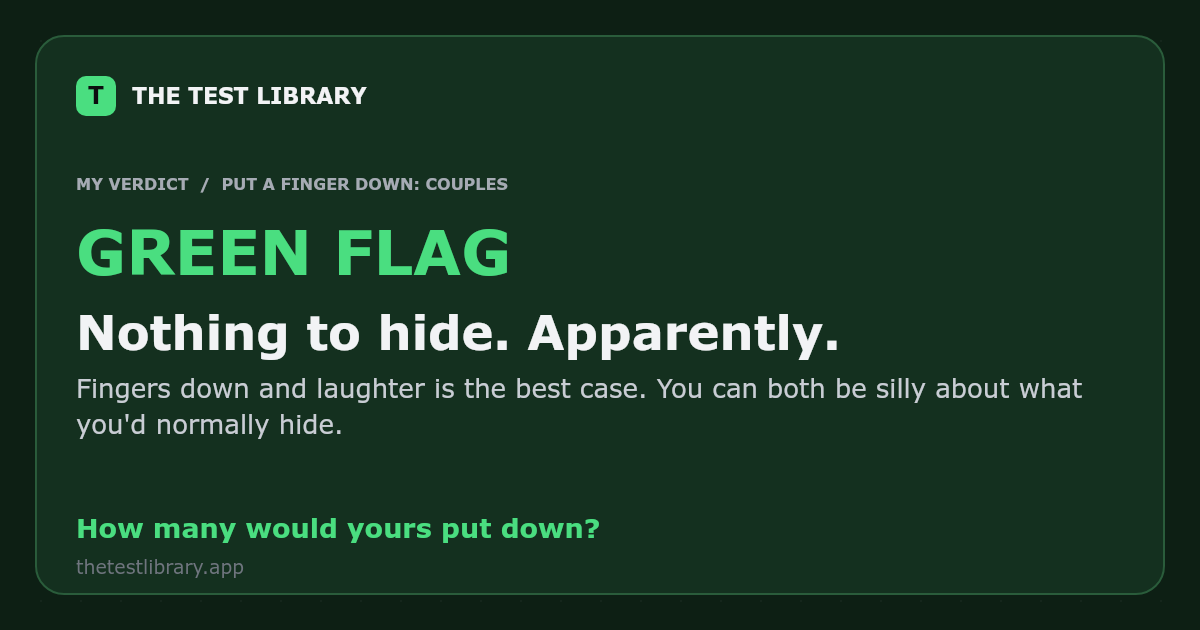 T THE TEST LIBRARY
MY VERDICT / PUT A FINGER DOWN: COUPLES
GREEN FLAG
Nothing to hide. Apparently.
Fingers down and laughter is the best case. You can both be silly about what
you'd normally hide.
How many would yours put down?
thetestlibrary.app